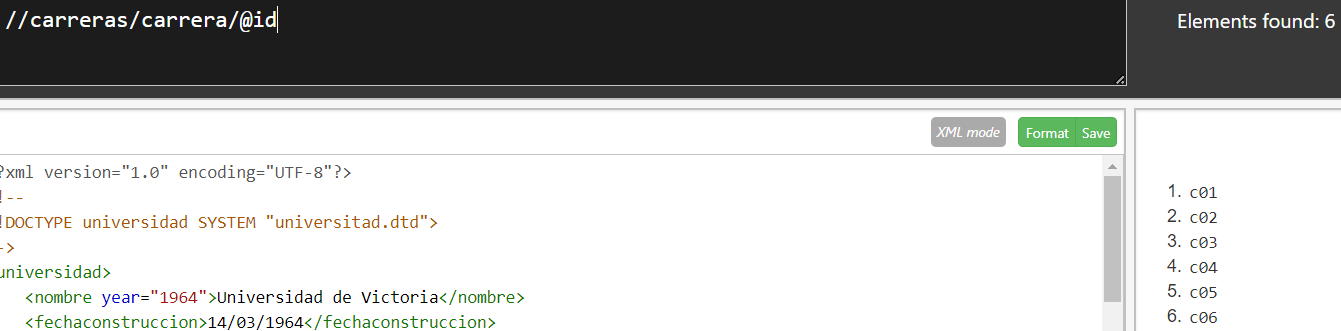 //carreras/carrera/@id
Elements found: 6
XML mode
Format
Save
?xml version="1.0" encoding="UTF-8"?>
!--
!DOCTYPE universidad SYSTEM "universitad.dtd">
->
universidad>
<nombre year="1964">Universidad de Victoria</nombre>
<fechaconstruccion>14/03/1964</fechaconstruccion>
1. c01
2. c02
3. c03
4. c04
5. c05
6. c06